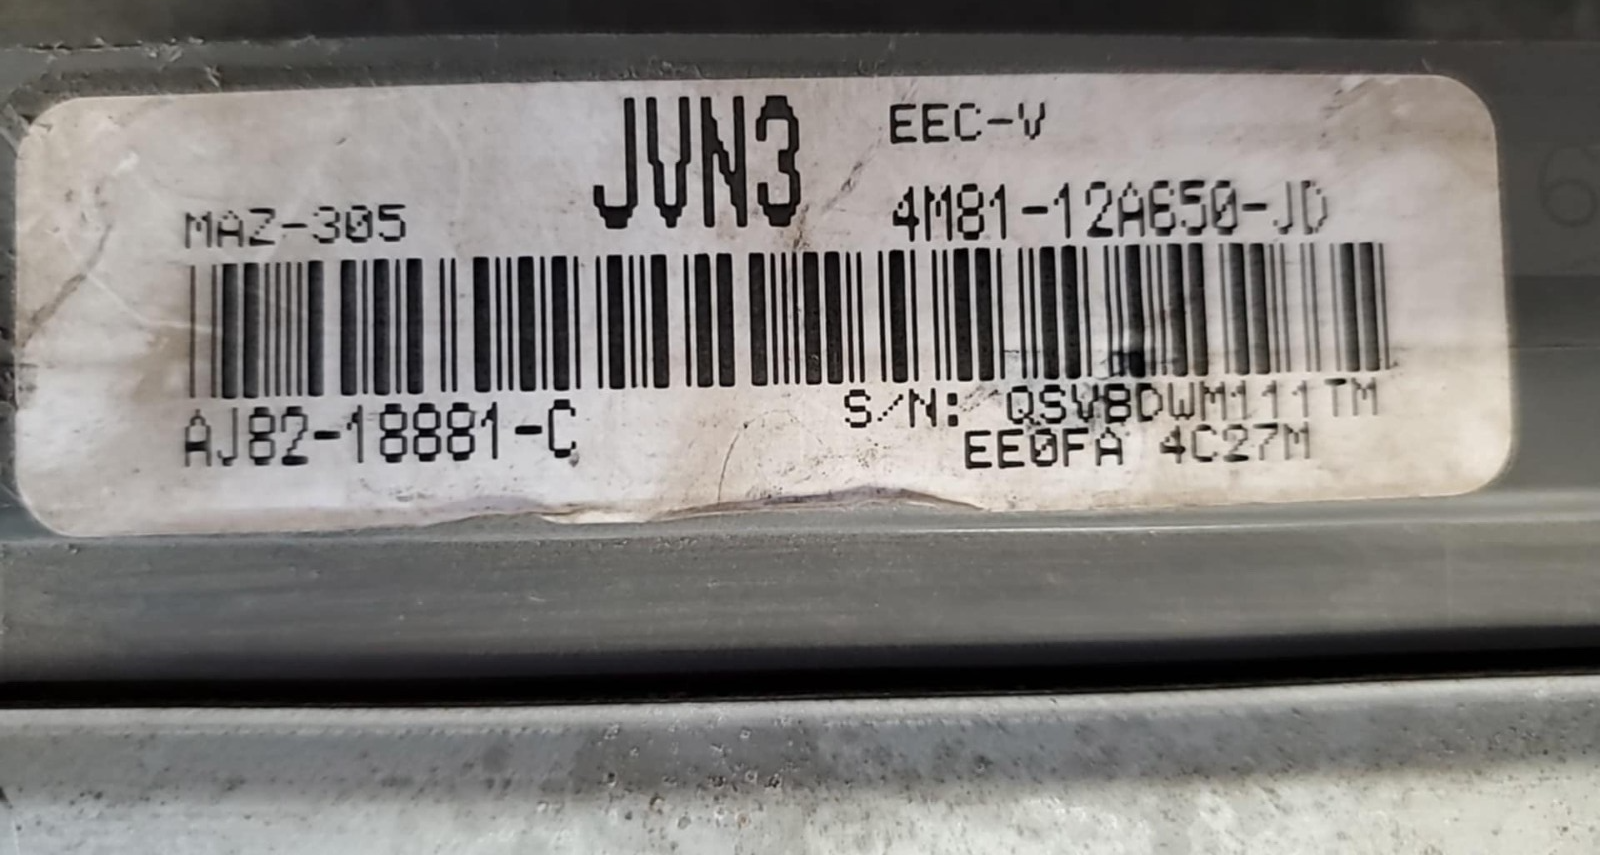 JVN3
EEC-V
MAZ-305
4M81-12A650-JD
AJ82-18881-C
S/N: QSV8DWM111TM
EE0FA 4C27M